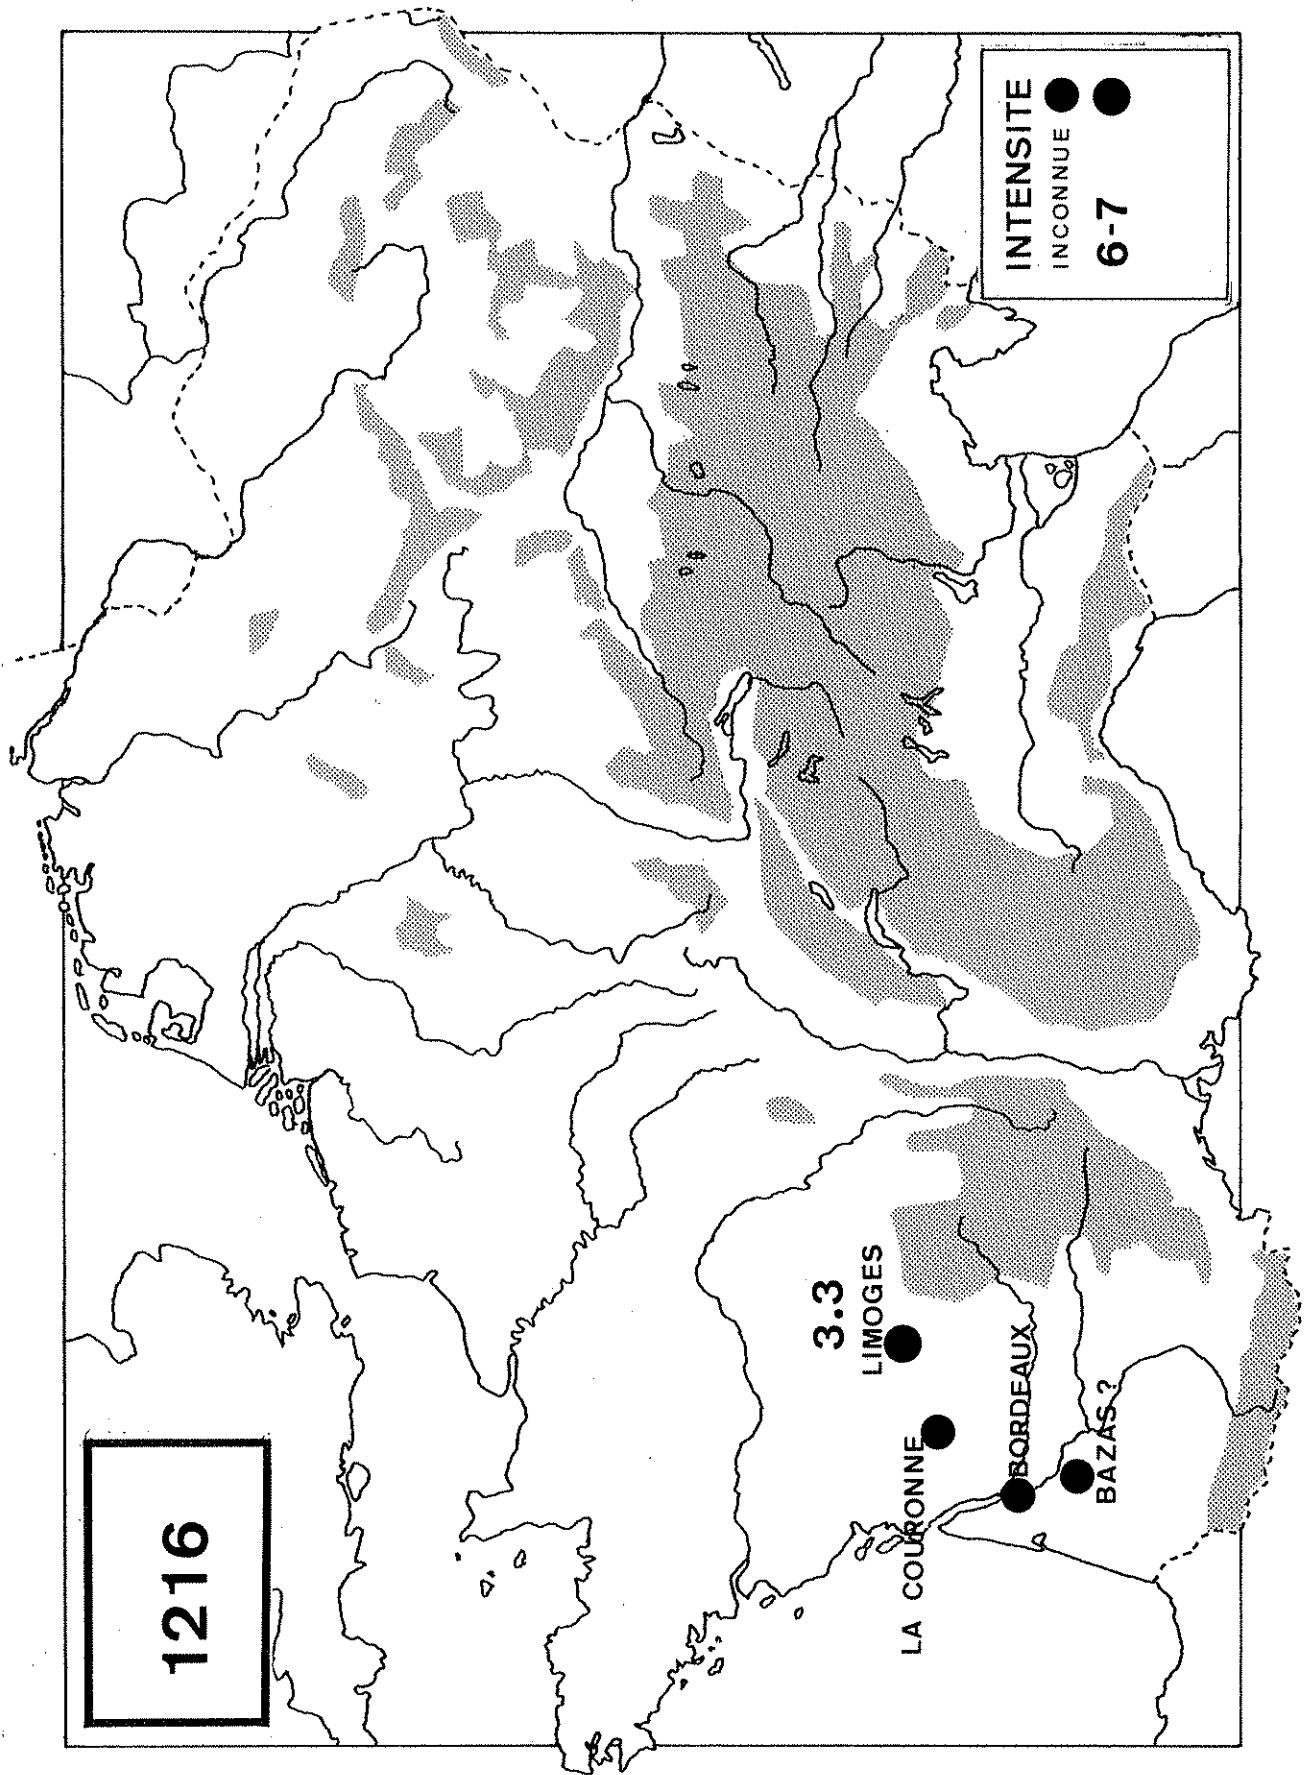 1216
3.3
LIMOGES
LA COURONNE
BORDEAUX
BAZAS ?
INTENSITE
INCONNUE
6-7